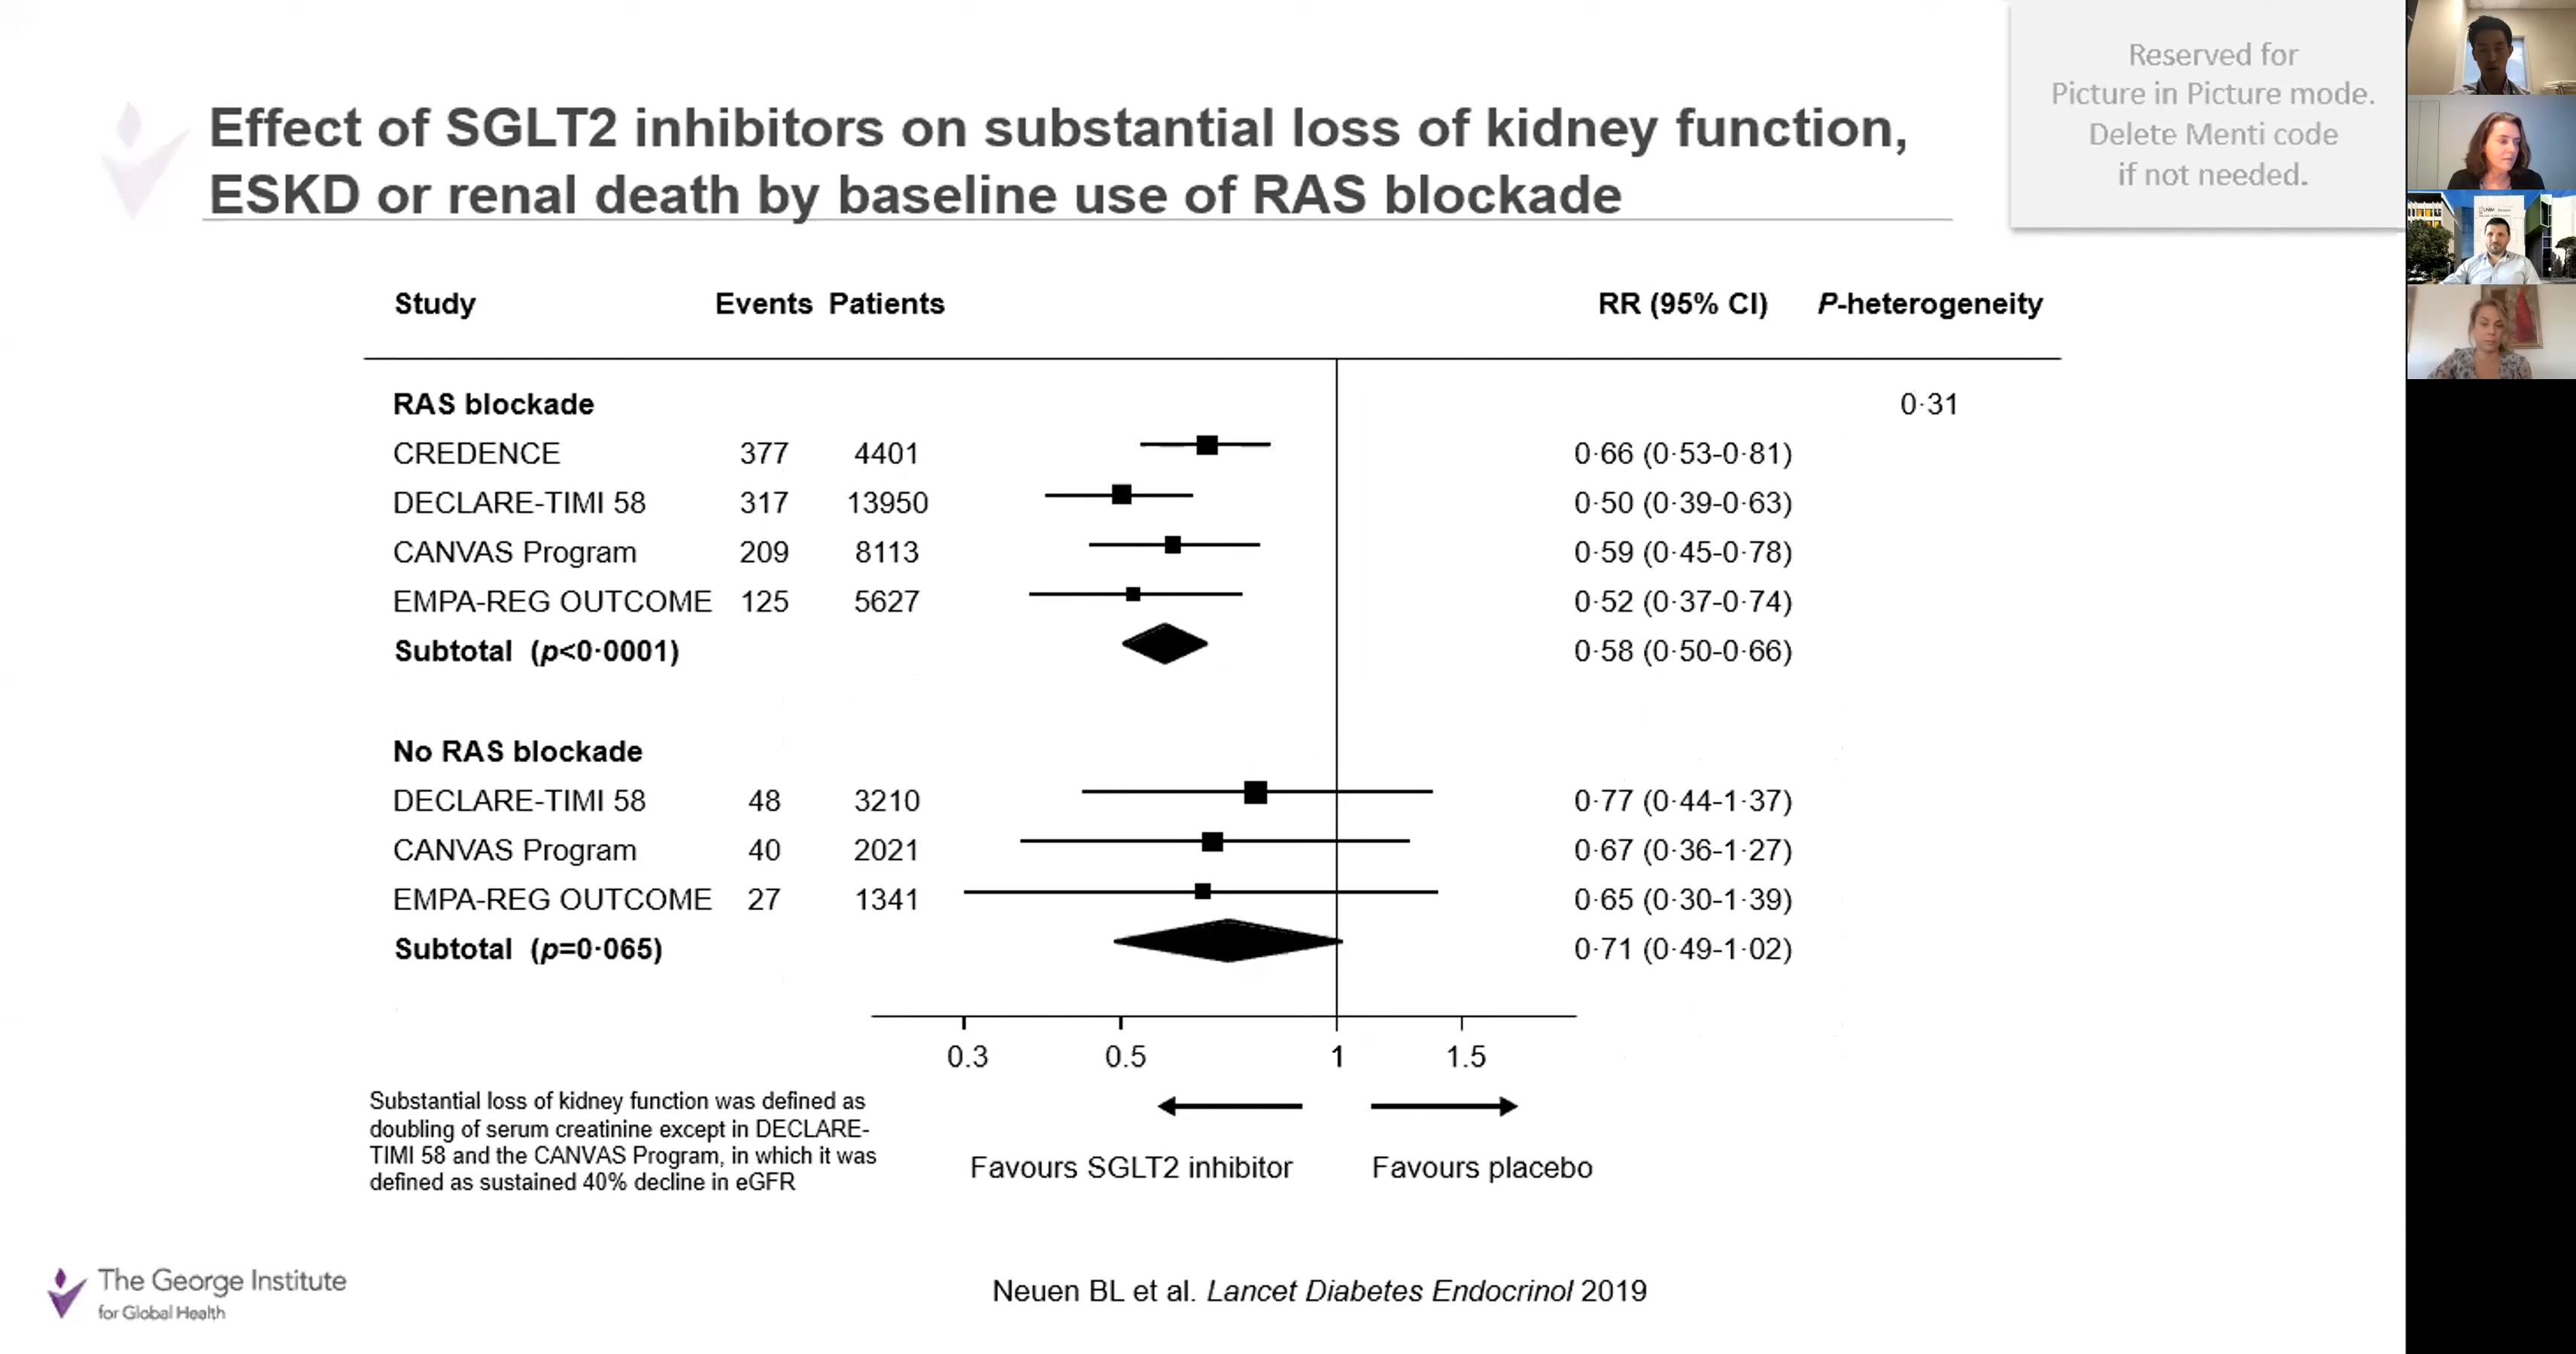 Reserved for
Picture in Picture mode.
Delete Menti code
if not needed.
Effect of SGLT2 inhibitors on substantial loss of kidney function,
ESKD or renal death by baseline use of RAS blockade
Study Events Patients RR (95% CI) P-heterogeneity
RAS blockade 0·31
CREDENCE 377 4401 0·66 (0·53-0·81)
DECLARE-TIMI 58 317 13950 0·50 (0·39-0·63)
CANVAS Program 209 8113 0·59 (0·45-0·78)
EMPA-REG OUTCOME 125 5627 0·52 (0·37-0·74)
Subtotal (p<0·0001) 0·58 (0·50-0·66)
No RAS blockade
DECLARE-TIMI 58 48 3210 0·77 (0·44-1·37)
CANVAS Program 40 2021 0·67 (0·36-1·27)
EMPA-REG OUTCOME 27 1341 0·65 (0·30-1·39)
Subtotal (p=0·065) 0·71 (0·49-1·02)
0.3 0.5 1 1.5
Favours SGLT2 inhibitor Favours placebo
Substantial loss of kidney function was defined as
doubling of serum creatinine except in DECLARE-
TIMI 58 and the CANVAS Program, in which it was
defined as sustained 40% decline in eGFR
The George Institute
for Global Health
Neuen BL et al. Lancet Diabetes Endocrinol 2019